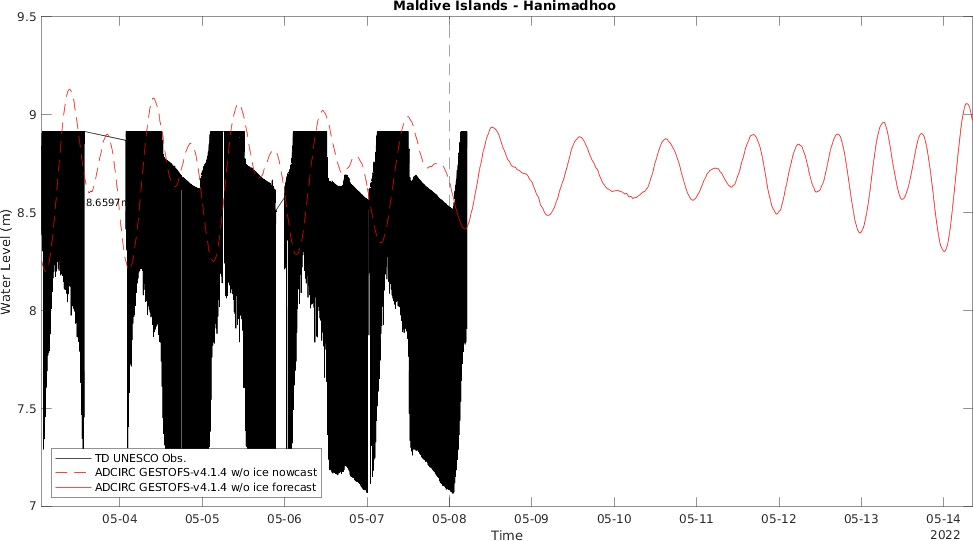 Maldive Islands - Hanimadhoo
9.5
9
8.5
8
7.5
7
Water Level (m)
8.6597m
TD UNESCO Obs.
ADCIRC GESTOFS-v4.1.4 w/o ice nowcast
ADCIRC GESTOFS-v4.1.4 w/o ice forecast
05-04 05-05 05-06 05-07 05-08 05-09 05-10 05-11 05-12 05-13 05-14
Time
2022